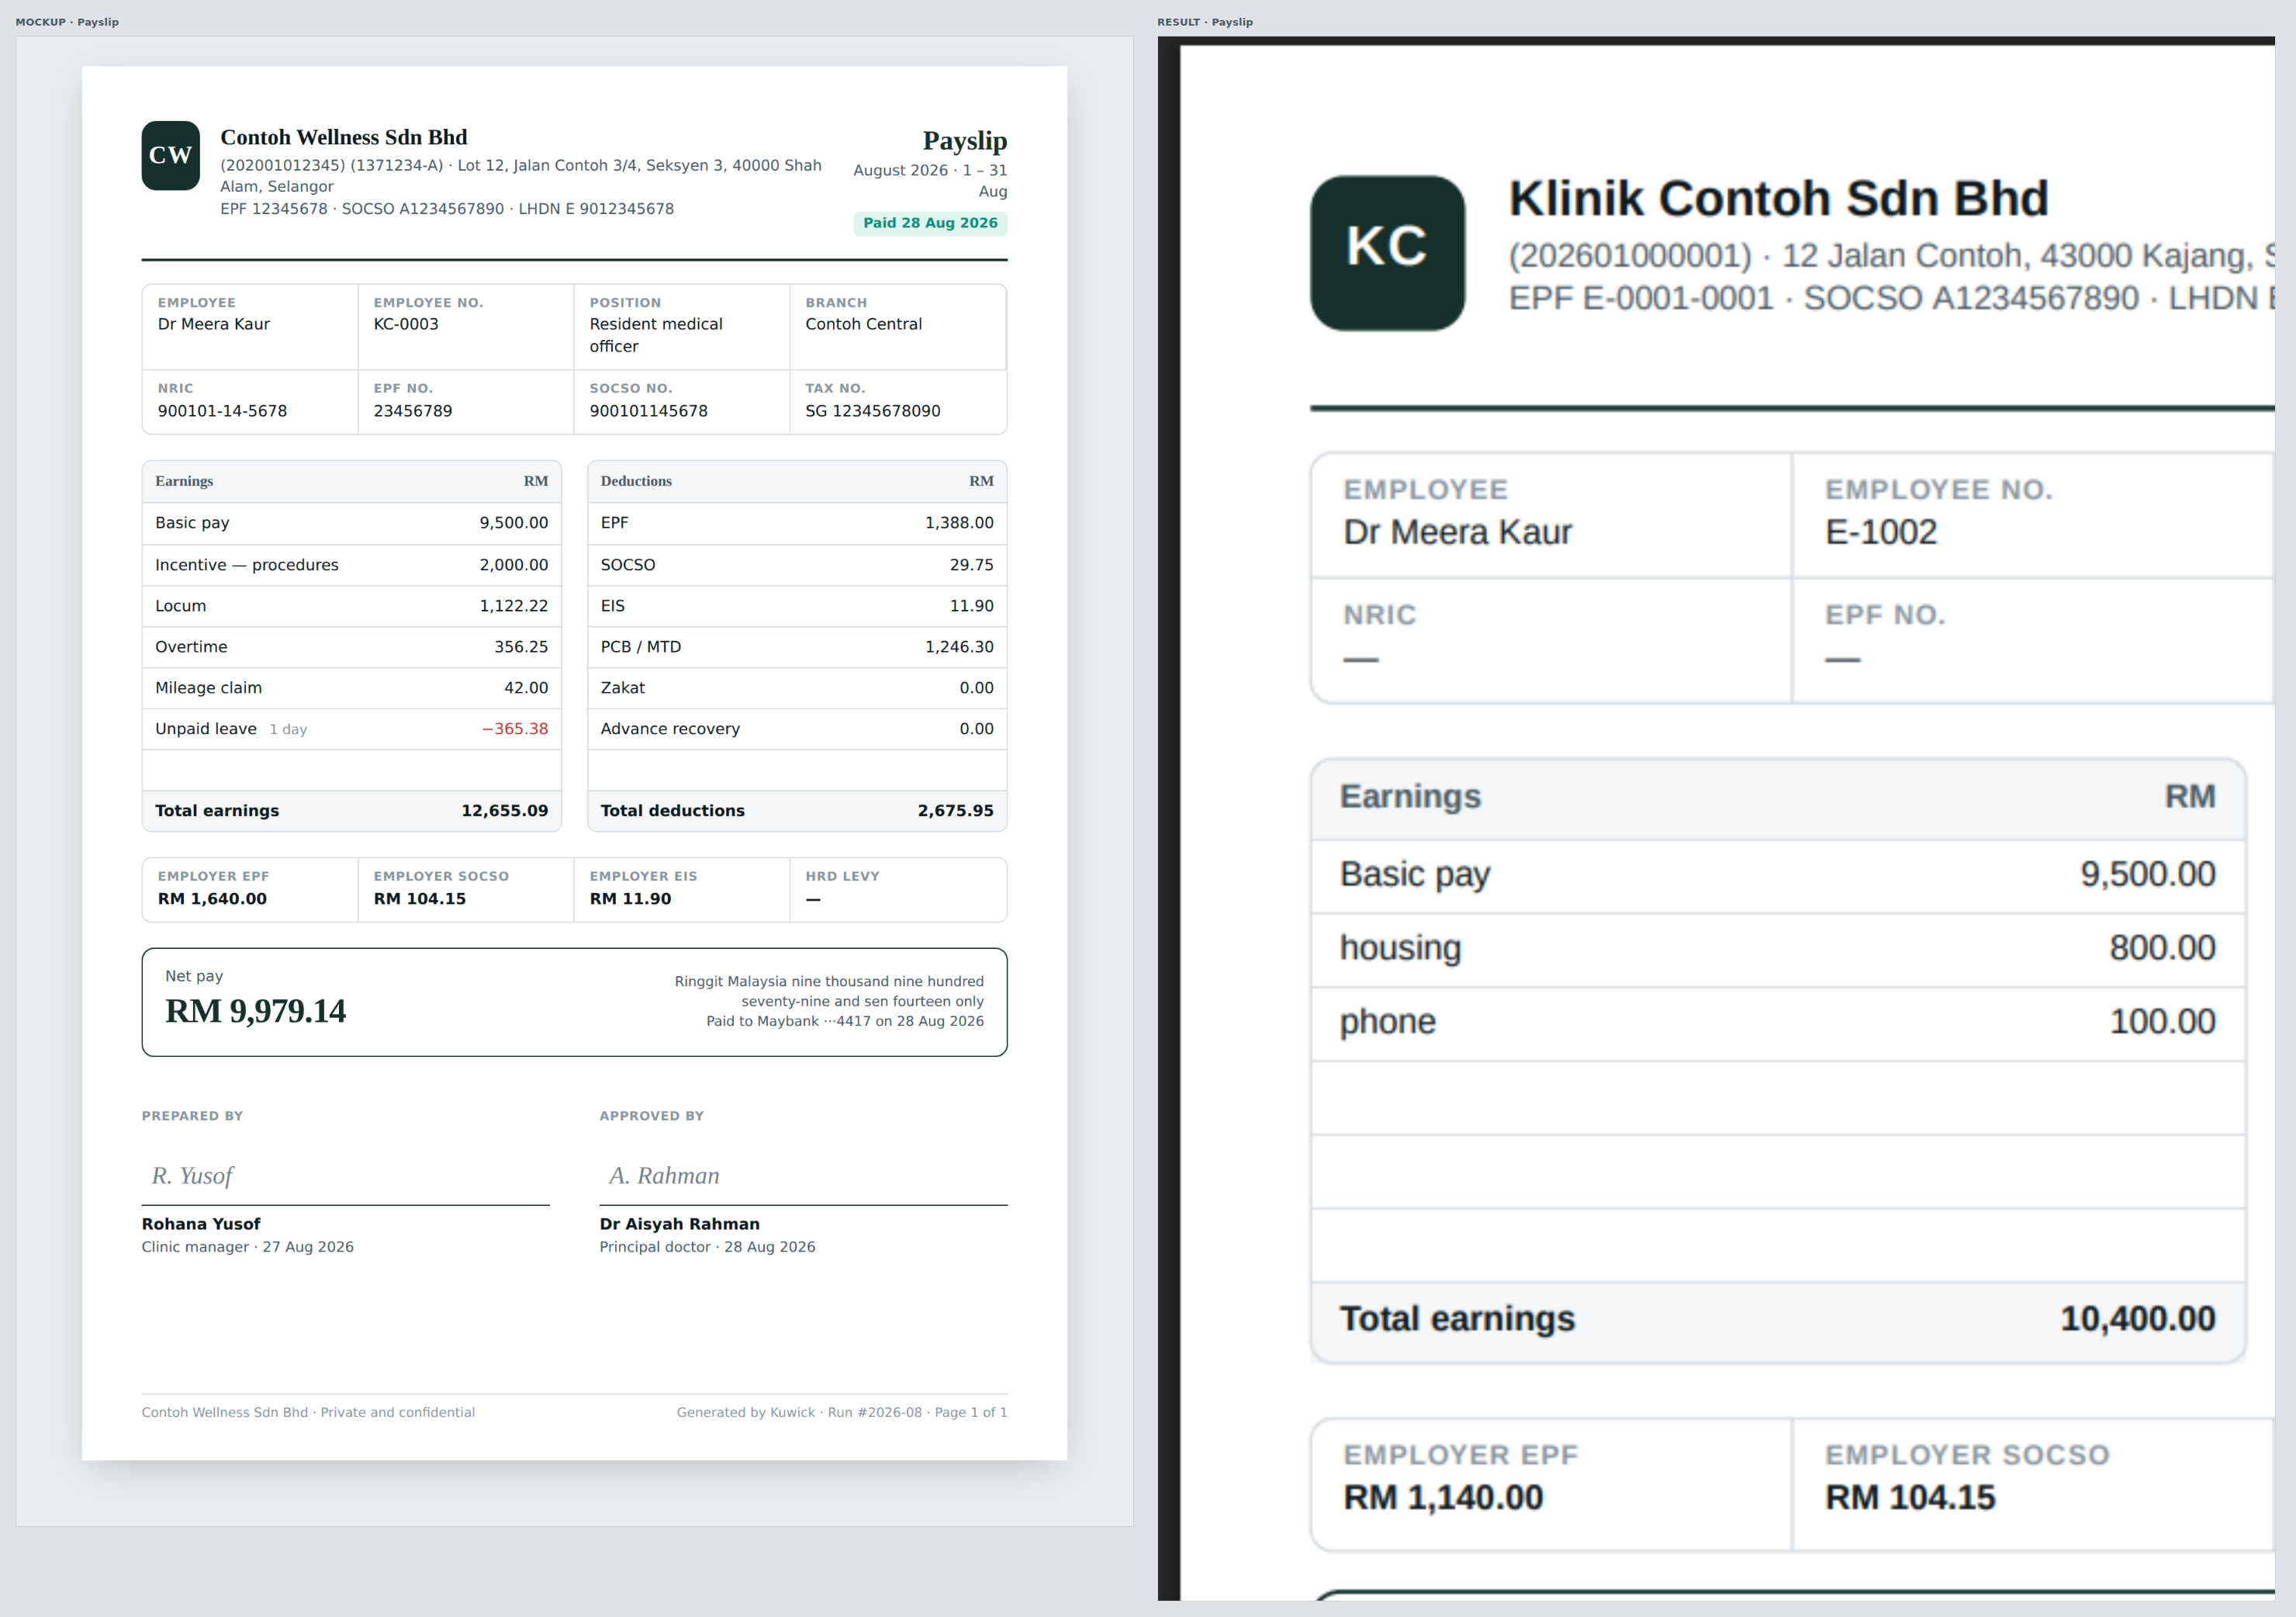 MOCKUP · Payslip
CW
Contoh Wellness Sdn Bhd
(202001012345) (1371234-A) · Lot 12, Jalan Contoh 3/4, Seksyen 3, 40000 Shah
Alam, Selangor
EPF 12345678 · SOCSO A1234567890 · LHDN E 9012345678
Payslip
August 2026 · 1 – 31
Aug
Paid 28 Aug 2026
EMPLOYEE EMPLOYEE NO. POSITION BRANCH
Dr Meera Kaur KC-0003 Resident medical Contoh Central
officer
NRIC EPF NO. SOCSO NO. TAX NO.
900101-14-5678 23456789 900101145678 SG 12345678090
Earnings RM
Basic pay 9,500.00
Incentive — procedures 2,000.00
Locum 1,122.22
Overtime 356.25
Mileage claim 42.00
Unpaid leave 1 day −365.38
Total earnings 12,655.09
Deductions RM
EPF 1,388.00
SOCSO 29.75
EIS 11.90
PCB / MTD 1,246.30
Zakat 0.00
Advance recovery 0.00
Total deductions 2,675.95
EMPLOYER EPF EMPLOYER SOCSO EMPLOYER EIS HRD LEVY
RM 1,640.00 RM 104.15 RM 11.90 —
Net pay
RM 9,979.14
Ringgit Malaysia nine thousand nine hundred
seventy-nine and sen fourteen only
Paid to Maybank ···4417 on 28 Aug 2026
PREPARED BY APPROVED BY
R. Yusof A. Rahman
Rohana Yusof Dr Aisyah Rahman
Clinic manager · 27 Aug 2026 Principal doctor · 28 Aug 2026
Contoh Wellness Sdn Bhd · Private and confidential Generated by Kuwick · Run #2026-08 · Page 1 of 1
RESULT · Payslip
KC
Klinik Contoh Sdn Bhd
(202601000001) · 12 Jalan Contoh, 43000 Kajang,
EPF E-0001-0001 · SOCSO A1234567890 · LHDN
EMPLOYEE EMPLOYEE NO.
Dr Meera Kaur E-1002
NRIC EPF NO.
— —
Earnings RM
Basic pay 9,500.00
housing 800.00
phone 100.00
Total earnings 10,400.00
EMPLOYER EPF EMPLOYER SOCSO
RM 1,140.00 RM 104.15